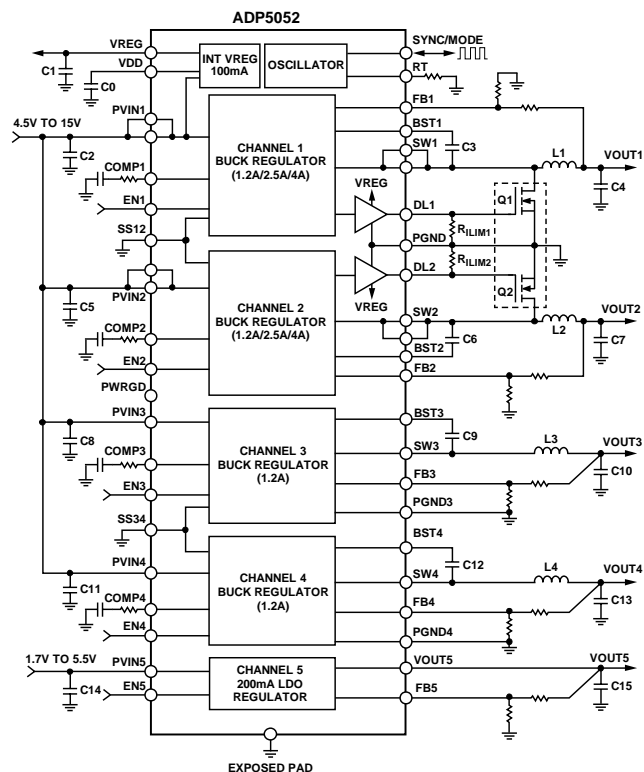 ADP5052
VREG
C1
VDD
C0
INT VREG
100mA
OSCILLATOR
SYNC/MODE
RT
4.5V TO 15V
PVIN1
C2
COMP1
EN1
CHANNEL 1
BUCK REGULATOR
(1.2A/2.5A/4A)
FB1
BST1
C3
SW1
L1
VOUT1
C4
VREG
DL1
Q1
RILIM1
SS12
PGND
RILIM2
DL2
Q2
VREG
PVIN2
C5
COMP2
EN2
CHANNEL 2
BUCK REGULATOR
(1.2A/2.5A/4A)
SW2
L2
VOUT2
C6
C7
BST2
FB2
PWRGD
PVIN3
C8
COMP3
EN3
CHANNEL 3
BUCK REGULATOR
(1.2A)
BST3
C9
SW3
L3
VOUT3
C10
FB3
PGND3
SS34
PVIN4
C11
COMP4
EN4
CHANNEL 4
BUCK REGULATOR
(1.2A)
BST4
C12
SW4
L4
VOUT4
C13
FB4
PGND4
1.7V TO 5.5V
PVIN5
C14
EN5
CHANNEL 5
200mA LDO
REGULATOR
VOUT5
VOUT5
C15
FB5
EXPOSED PAD